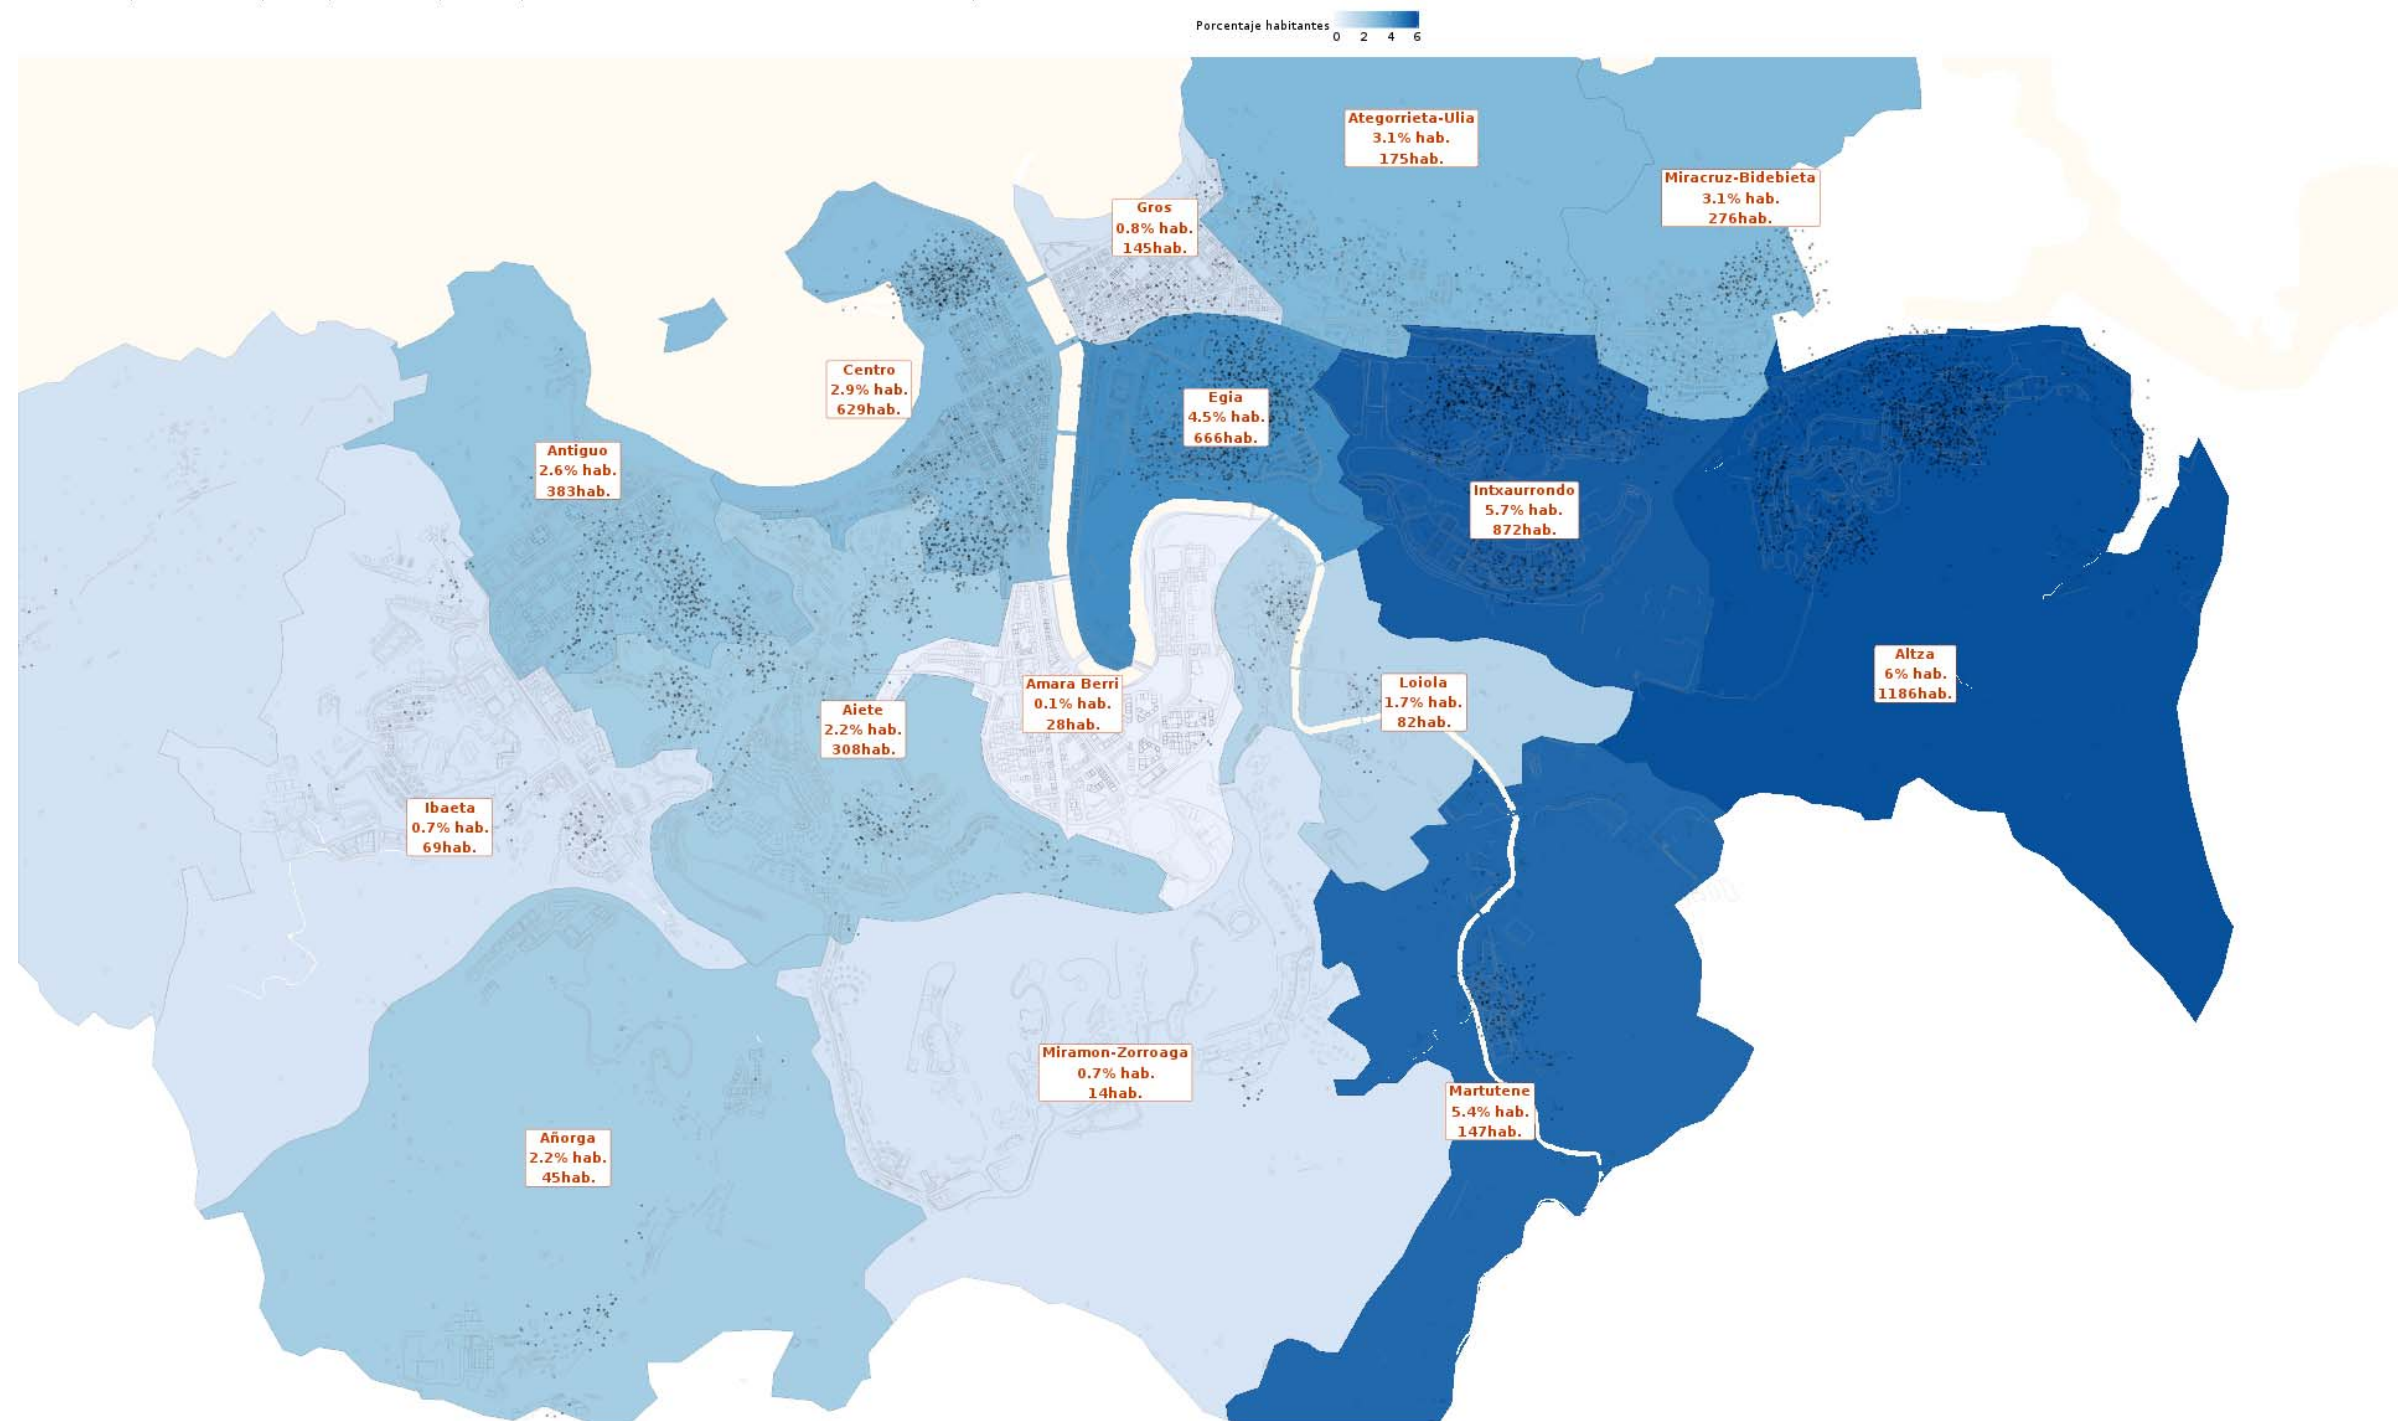 Porcentaje habitantes
0 2 4 6
Ategorrieta-Ulia
3.1% hab.
175hab.
Miracruz-Bidebieta
3.1% hab.
276hab.
Gros
0.8% hab.
145hab.
Centro
2.9% hab.
629hab.
Egia
4.5% hab.
666hab.
Antiguo
2.6% hab.
383hab.
Intxaurrondo
5.7% hab.
872hab.
Altza
6% hab.
1186hab.
Amara Berri
0.1% hab.
28hab.
Loiola
1.7% hab.
82hab.
Aiete
2.2% hab.
308hab.
Ibaeta
0.7% hab.
69hab.
Miramon-Zorroaga
0.7% hab.
14hab.
Martutene
5.4% hab.
147hab.
Añorga
2.2% hab.
45hab.